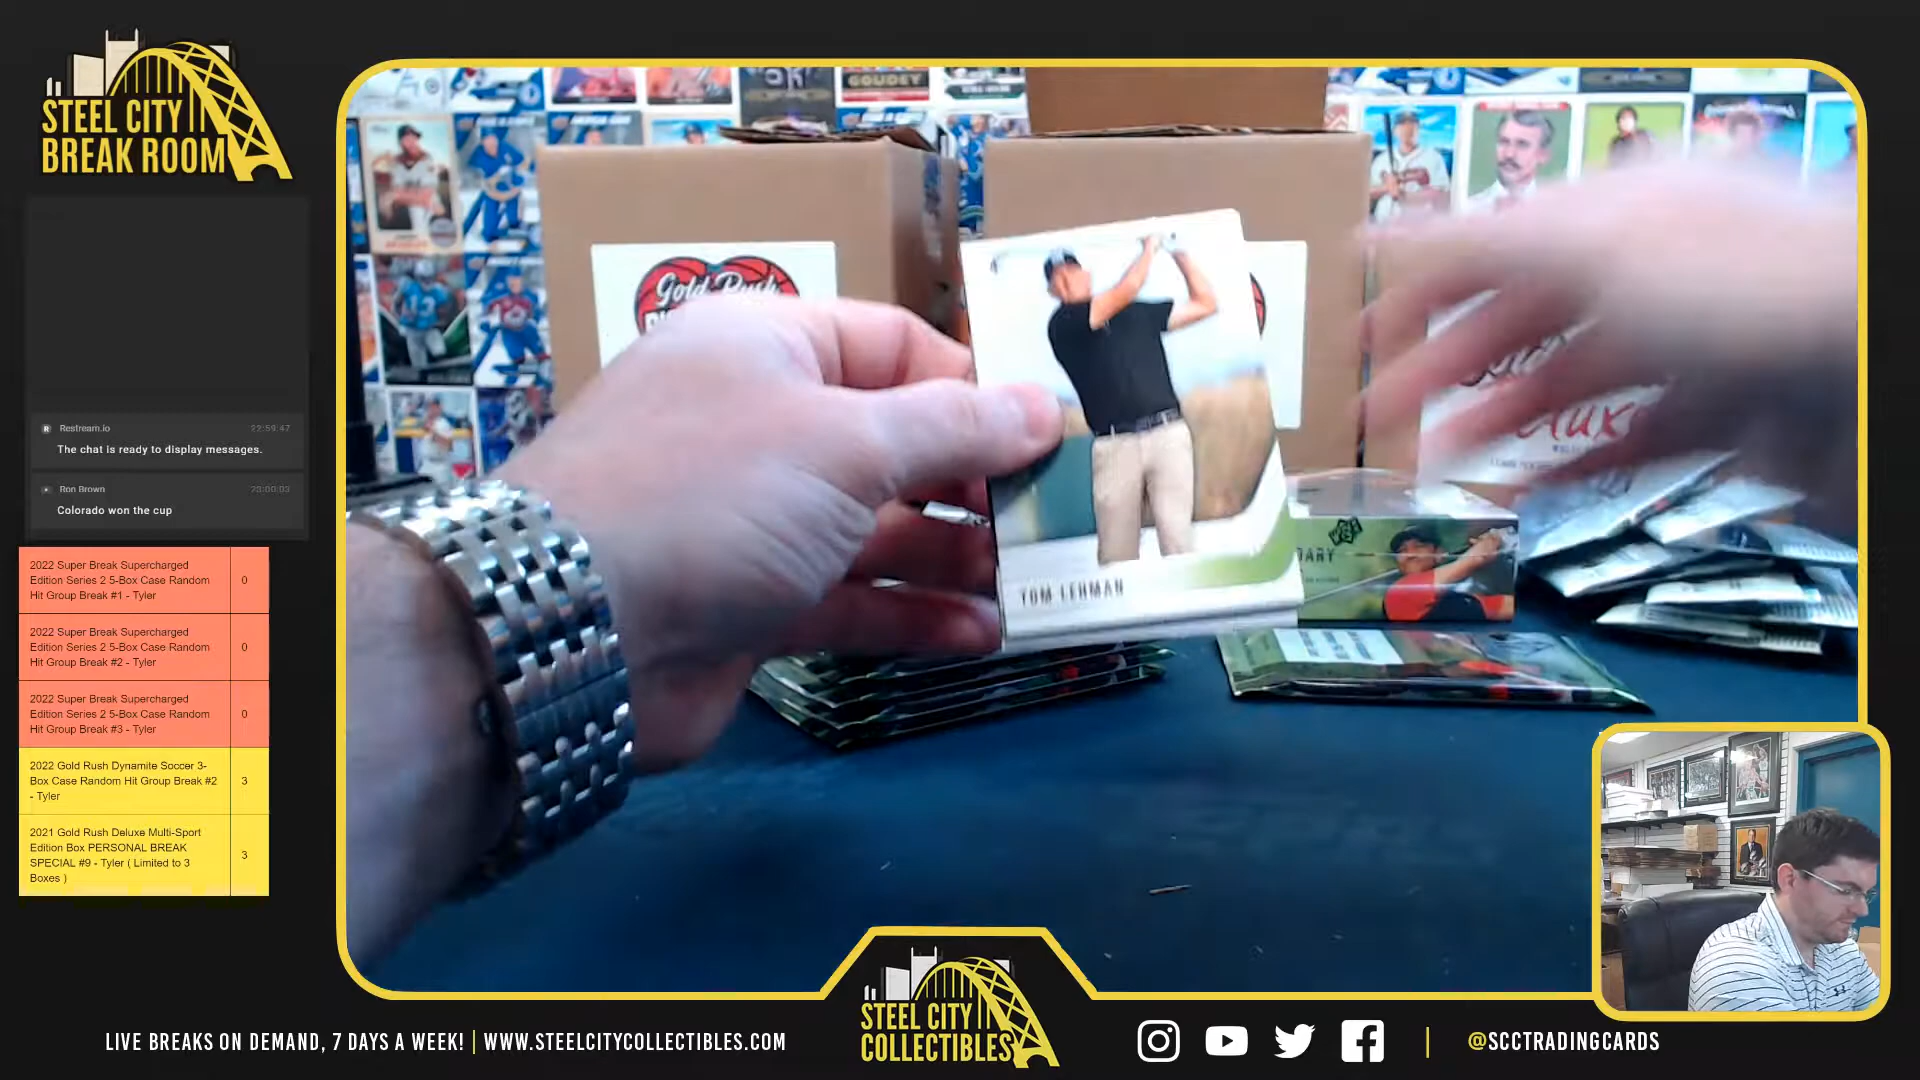 STEEL CITY
BREAK ROOM
Restream.io 22:59:47
The chat is ready to display messages.
Ron Brown 23:00:03
Colorado won the cup
2022 Super Break Supercharged
Edition Series 2 5-Box Case Random
Hit Group Break #1 - Tyler
0
2022 Super Break Supercharged
Edition Series 2 5-Box Case Random
Hit Group Break #2 - Tyler
0
2022 Super Break Supercharged
Edition Series 2 5-Box Case Random
Hit Group Break #3 - Tyler
0
2022 Gold Rush Dynamite Soccer 3-
Box Case Random Hit Group Break #2
- Tyler
3
2021 Gold Rush Deluxe Multi-Sport
Edition Box PERSONAL BREAK
SPECIAL #9 - Tyler ( Limited to 3
Boxes )
3
GOUDEY
Gold Rush
TOM LEHMAN
STEEL CITY
COLLECTIBLES
LIVE BREAKS ON DEMAND, 7 DAYS A WEEK! | WWW.STEELCITYCOLLECTIBLES.COM
| @SCCTRADINGCARDS